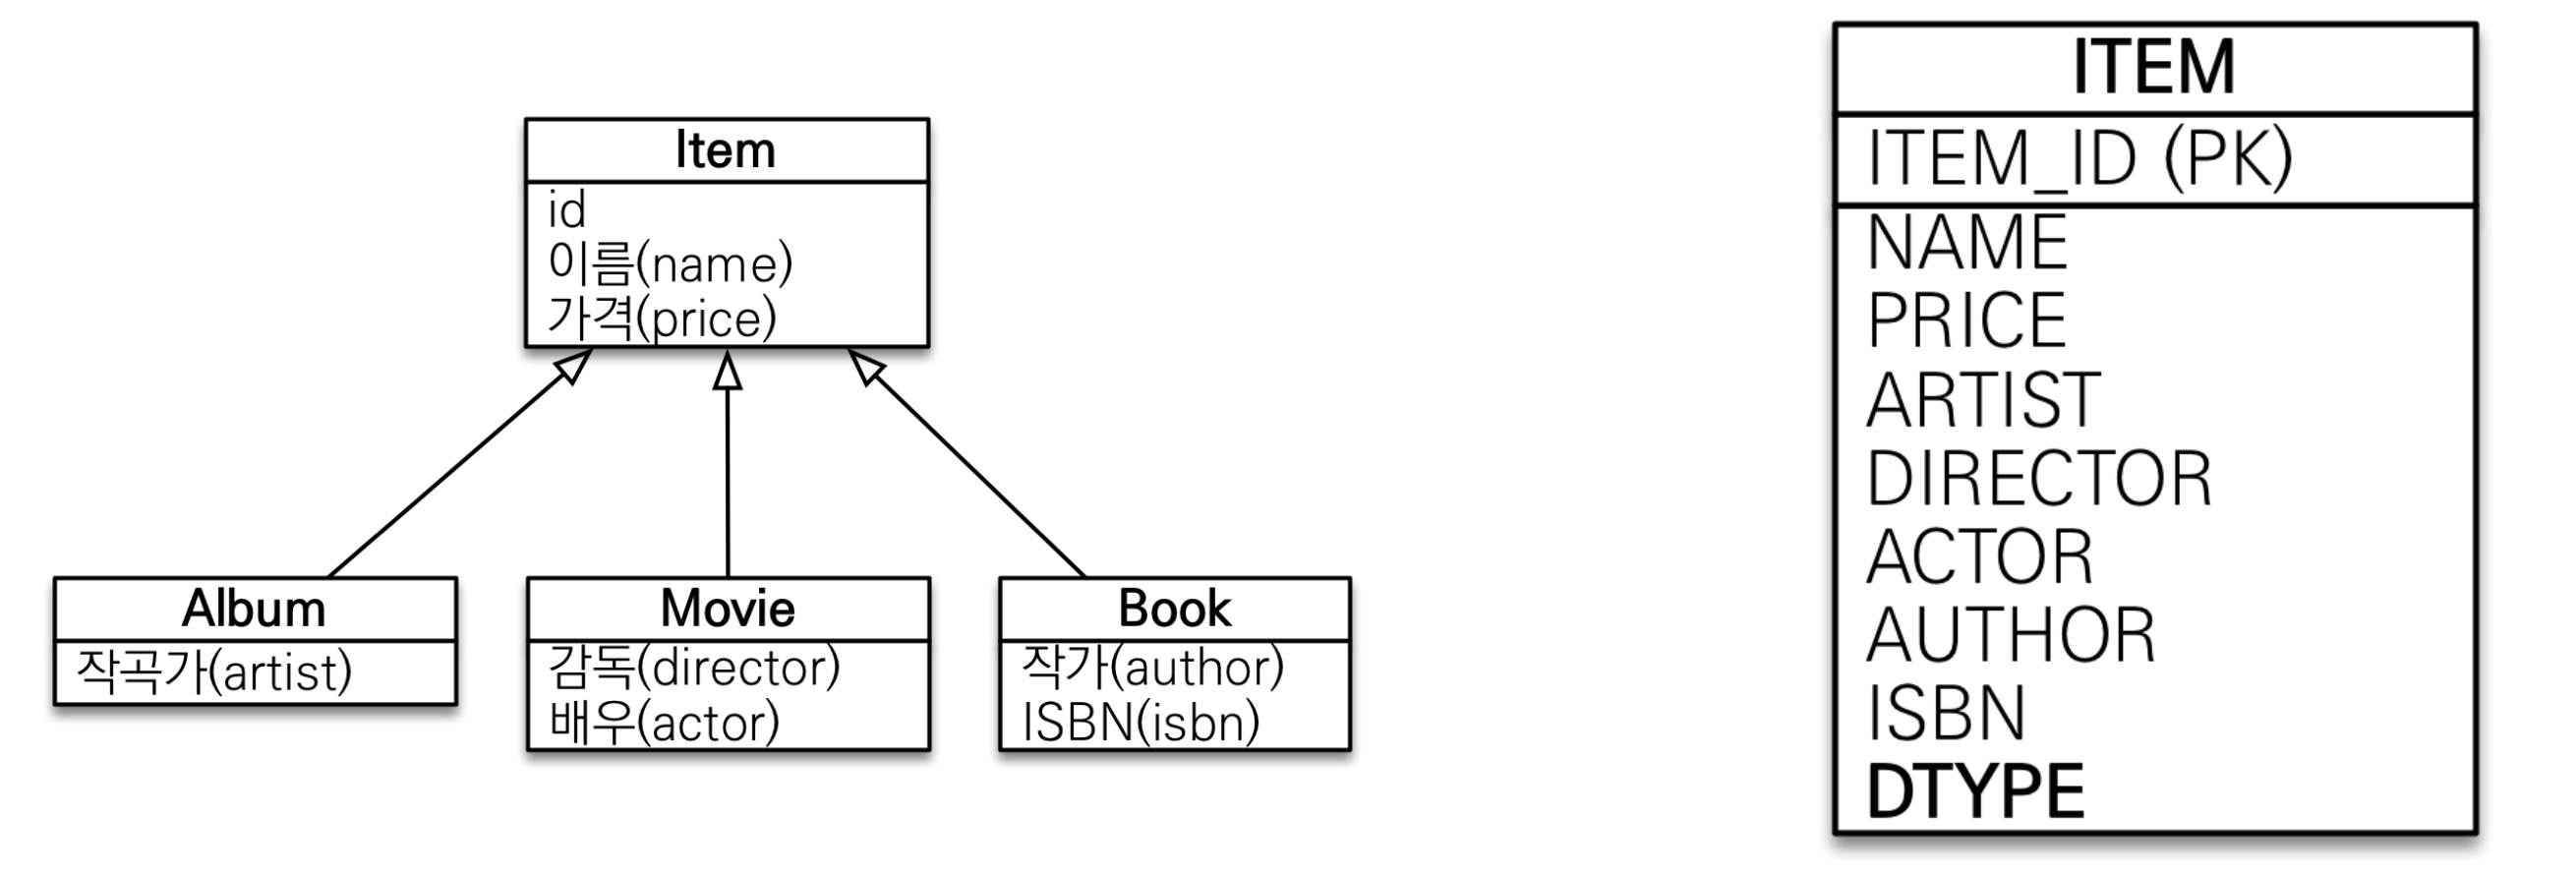 Item
id
이름(name)
가격(price)
Album
작곡가(artist)
Movie
감독(director)
배우(actor)
Book
작가(author)
ISBN(isbn)
ITEM
ITEM_ID (PK)
NAME
PRICE
ARTIST
DIRECTOR
ACTOR
AUTHOR
ISBN
DTYPE